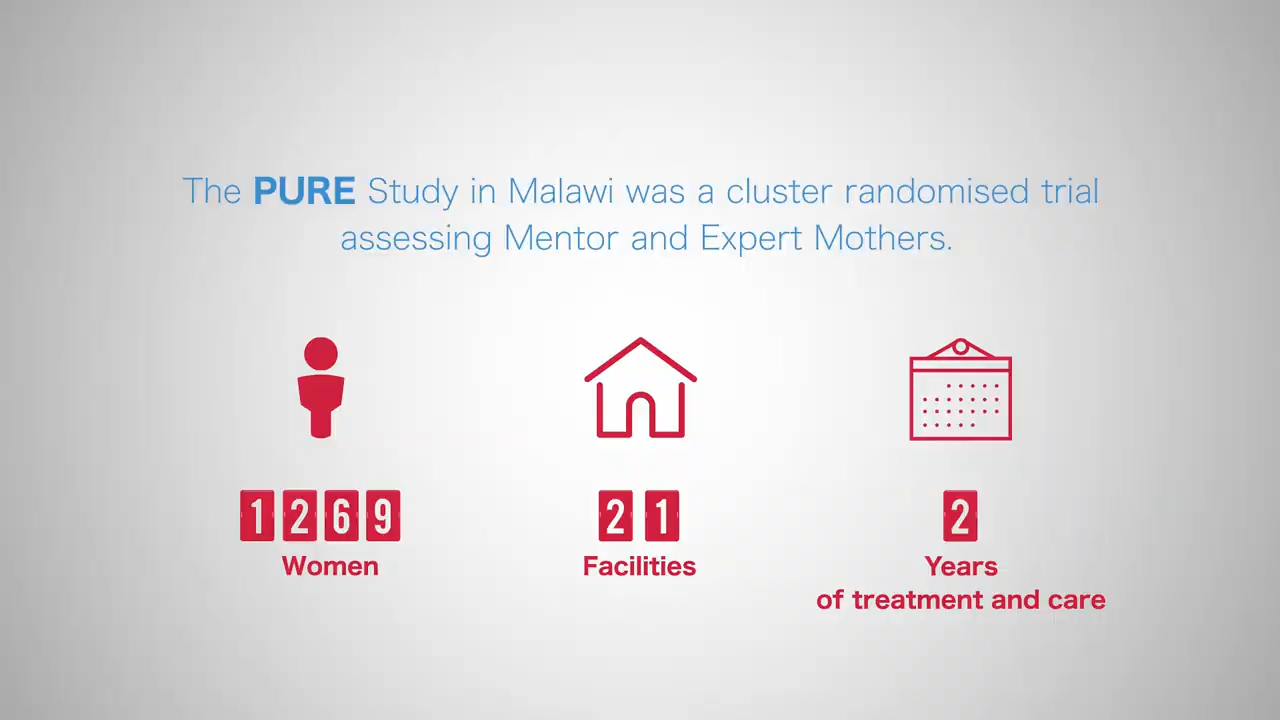 The PURE Study in Malawi was a cluster randomised trial
assessing Mentor and Expert Mothers.
1269
Women
21
Facilities
2
Years
of treatment and care